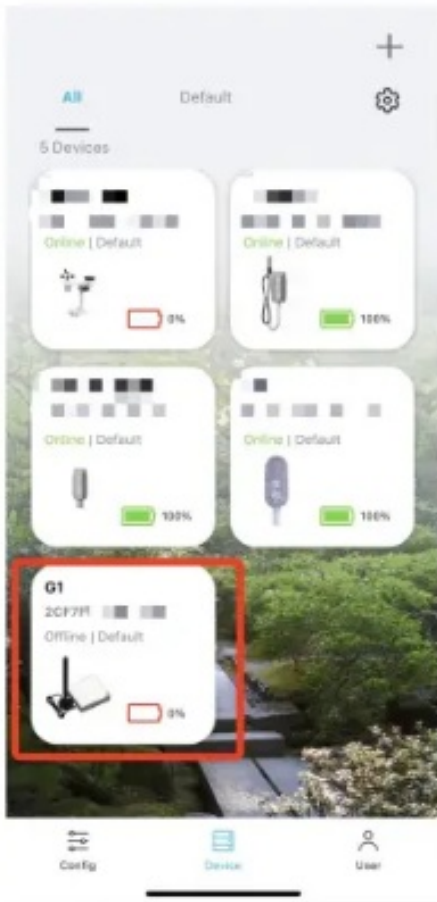 All Default
5 Devices
Online | Default
0%
Online | Default
100%
Online | Default
100%
Online | Default
100%
G1
2CF7F
Offline | Default
0%
Config Device User